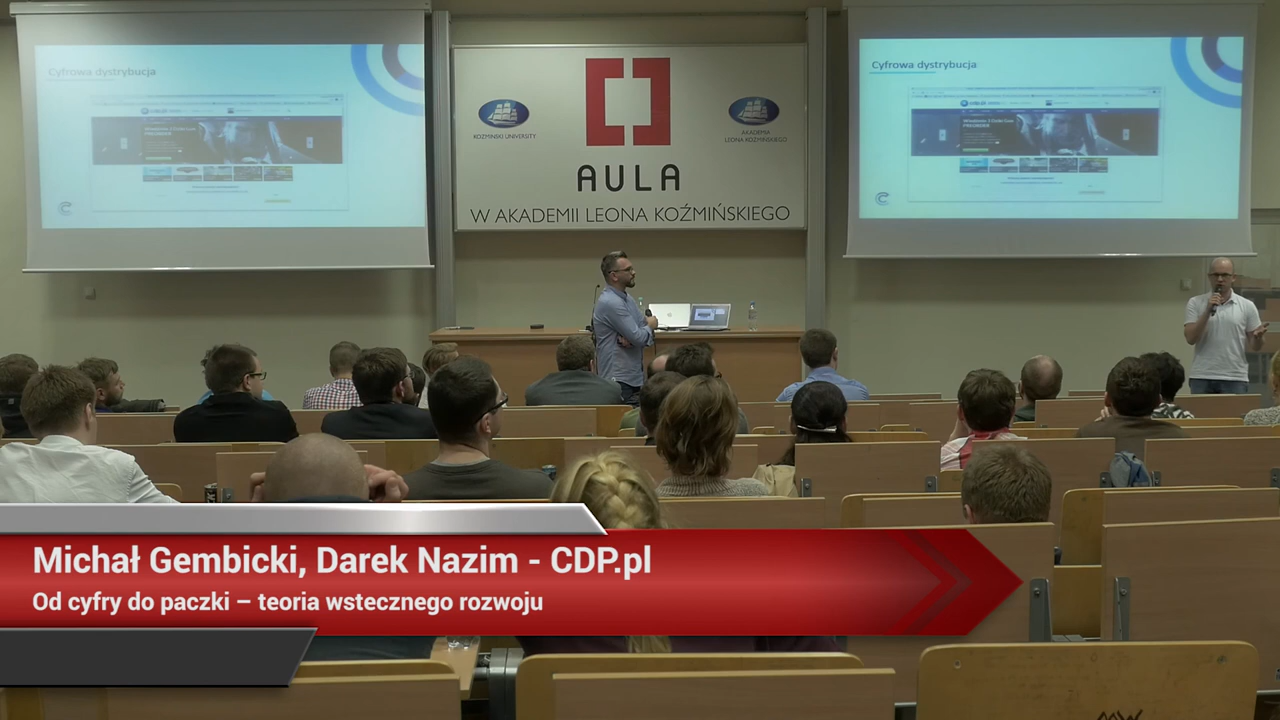 Cyfrowa dystrybucja
Cyfrowa dystrybucja
KOZMINSKI UNIVERSITY
AKADEMIA
LEONA KOŹMIŃSKIEGO
AULA
W AKADEMII LEONA KOŹMIŃSKIEGO
Michał Gembicki, Darek Nazim - CDP.pl
Od cyfry do paczki – teoria wstecznego rozwoju
MW